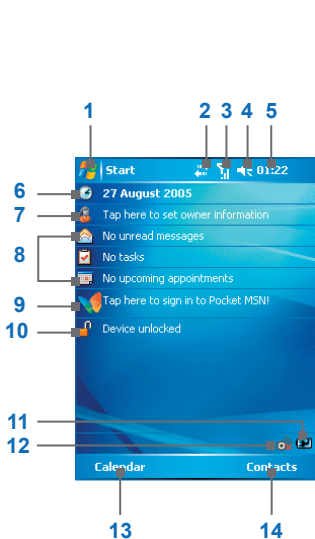 1 2 3 4 5
Start 01:22
6 27 August 2005
7 Tap here to set owner information
No unread messages
8 No tasks
No upcoming appointments
9 Tap here to sign in to Pocket MSN!
10 Device unlocked
11
12
Calendar Contacts
13 14